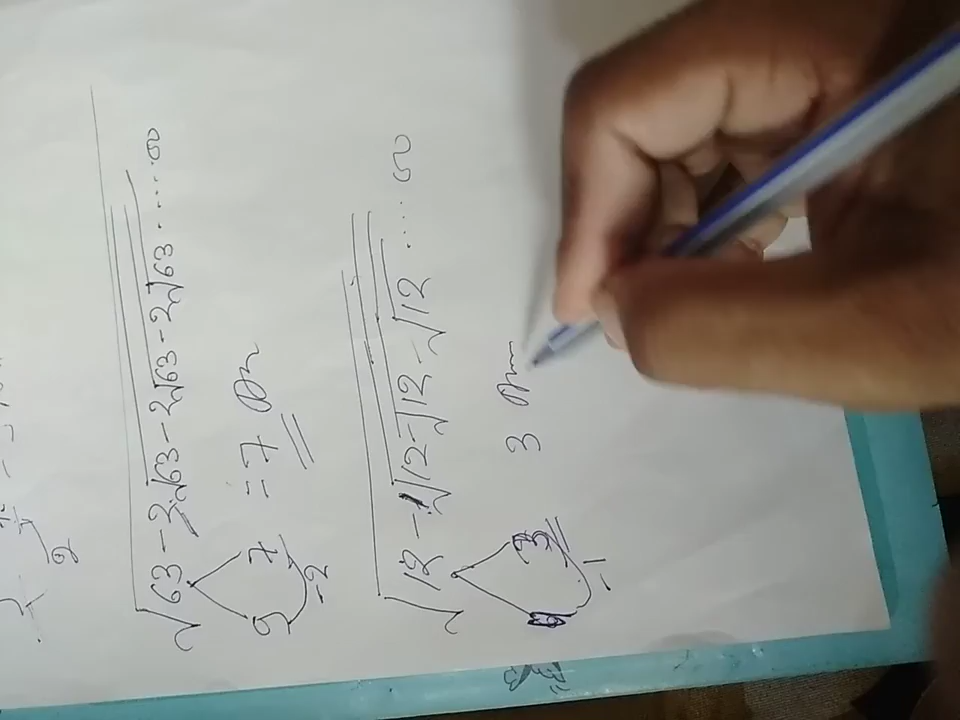 √63-2√63-2√63-2√63.....∞
9 7 = 7 Ans
-2
√12-√12-√12-√12....∞
3 3 Ans
-1